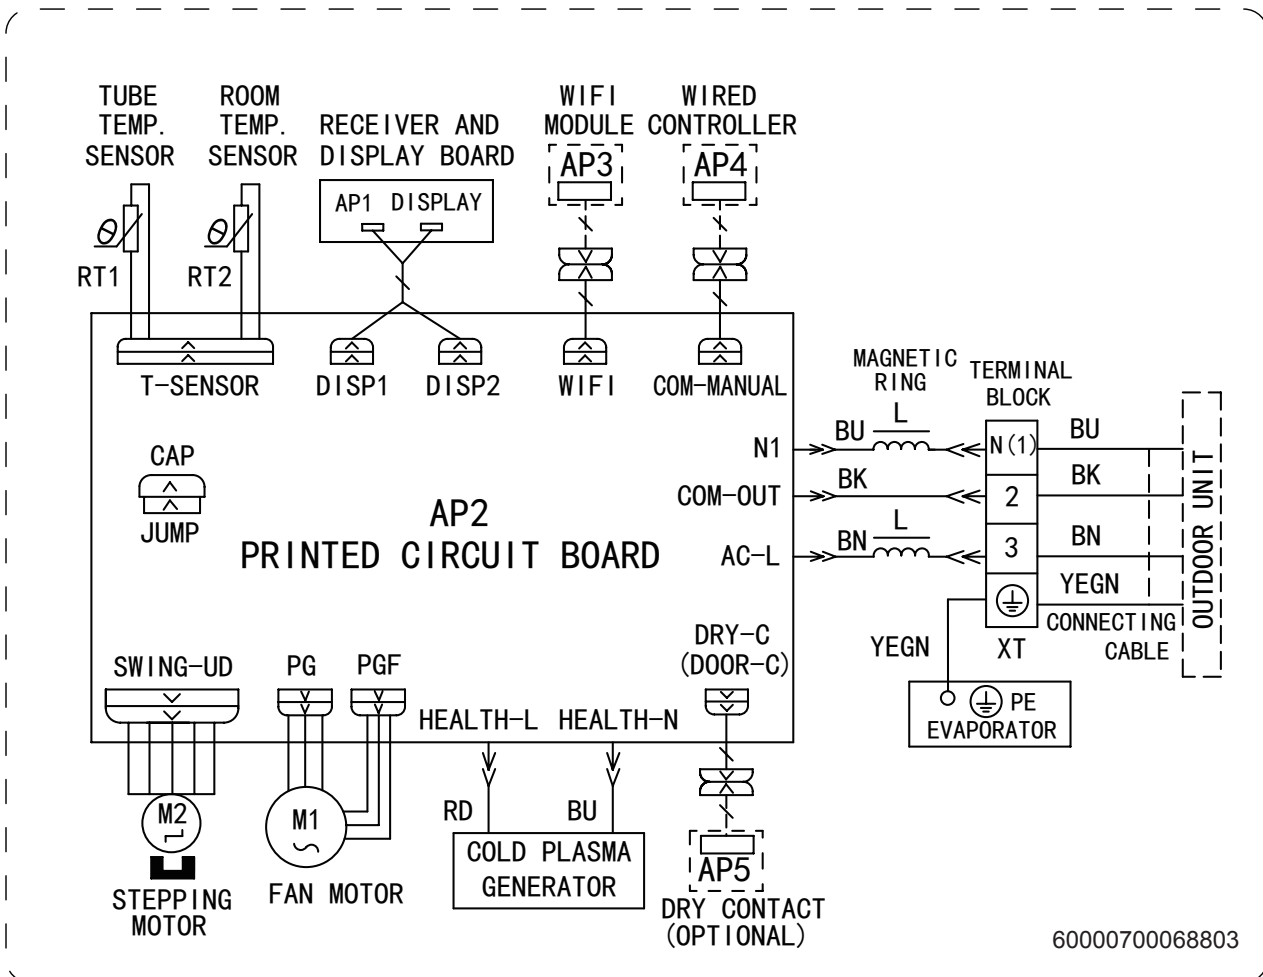 TUBE
TEMP.
SENSOR
ROOM
TEMP.
SENSOR
RECEIVER AND
DISPLAY BOARD
WIFI
MODULE
WIRED
CONTROLLER
AP1 DISPLAY
AP3
AP4
θ
θ
RT1
RT2
T-SENSOR
DISP1
DISP2
WIFI
COM-MANUAL
MAGNETIC
RING
TERMINAL
BLOCK
CAP
JUMP
AP2
PRINTED CIRCUIT BOARD
N1
BU
L
N(1)
BU
COM-OUT
BK
2
BK
AC-L
BN
L
3
BN
YEGN
OUTDOOR UNIT
CONNECTING
CABLE
XT
YEGN
PE
EVAPORATOR
SWING-UD
PG
PGF
DRY-C
(DOOR-C)
HEALTH-L
HEALTH-N
M2
M1
RD
BU
COLD PLASMA
GENERATOR
AP5
STEPPING
MOTOR
FAN MOTOR
DRY CONTACT
(OPTIONAL)
60000700068803